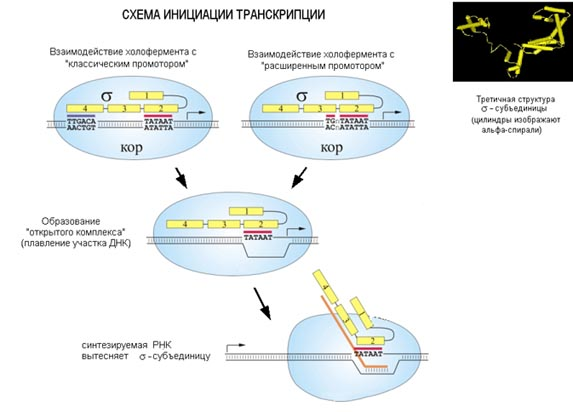 СХЕМА ИНИЦИАЦИИ ТРАНСКРИПЦИИ
Взаимодействие холофермента с
"классическим промотором"
Взаимодействие холофермента с
"расширенным промотором"
Третичная структура
σ - субъединицы
(цилиндры изображают
альфа-спирали)
σ
1
4 3 2
TTGACA TATAAT
AACTGT ATATTA
кор
σ
1
4 3 2
TGnTATAAT
ACnATATTA
кор
Образование
"открытого комплекса"
(плавление участка ДНК)
1
4 3 2
TATAAT
синтезируемая РНК
вытесняет σ -субъединицу
4
3
1
2
TATAAT